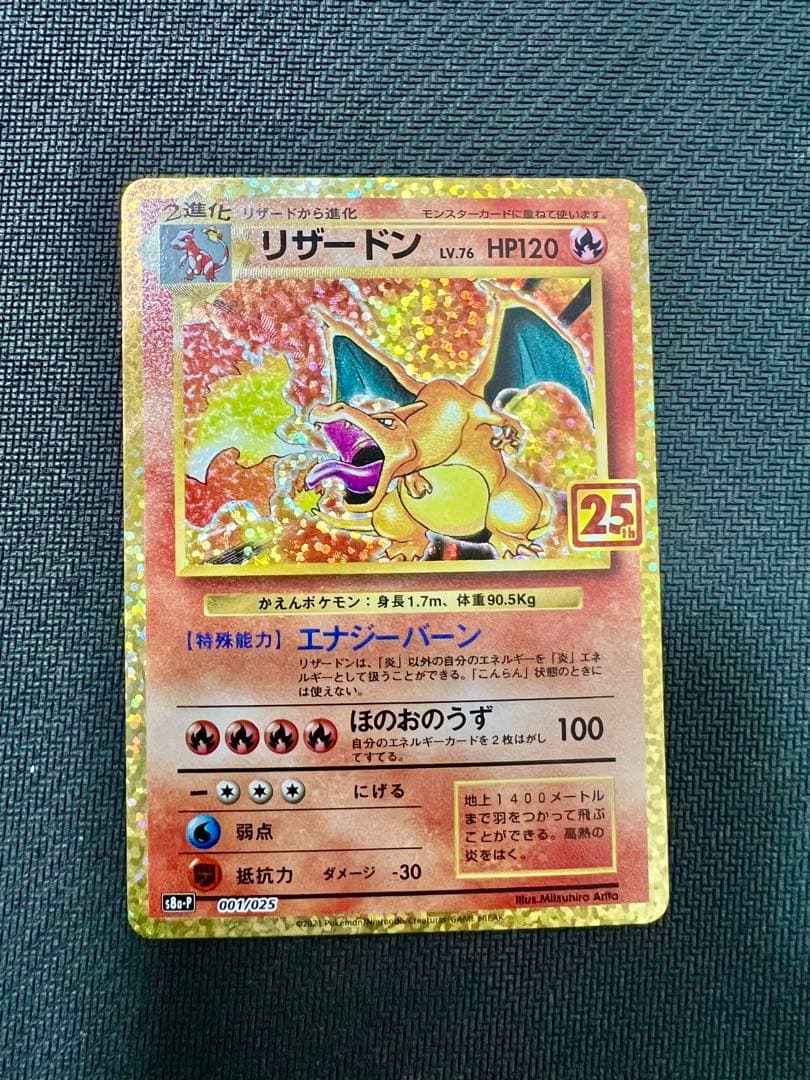 2進化 リザードから進化 モンスターカードに重ねて使います。
リザードン LV.76 HP120
25th
かえんポケモン：身長1.7m、体重90.5Kg
【特殊能力】エナジーバーン
リザードンは、「炎」以外の自分のエネルギーを「炎」エネ
ルギーとして扱うことができる。「こんらん」状態のときに
は使えない。
ほのおのうず 100
自分のエネルギーカードを2枚はがし
てすてる。
にげる
弱点
抵抗力 ダメージ -30
地上1400メートル
まで羽をつかって飛ぶ
ことができる。高熱の
炎をはく。
s8a-P 001/025
Illus.Mitsuhiro Arita
©2021 Pokémon/Nintendo/Creatures/GAME FREAK